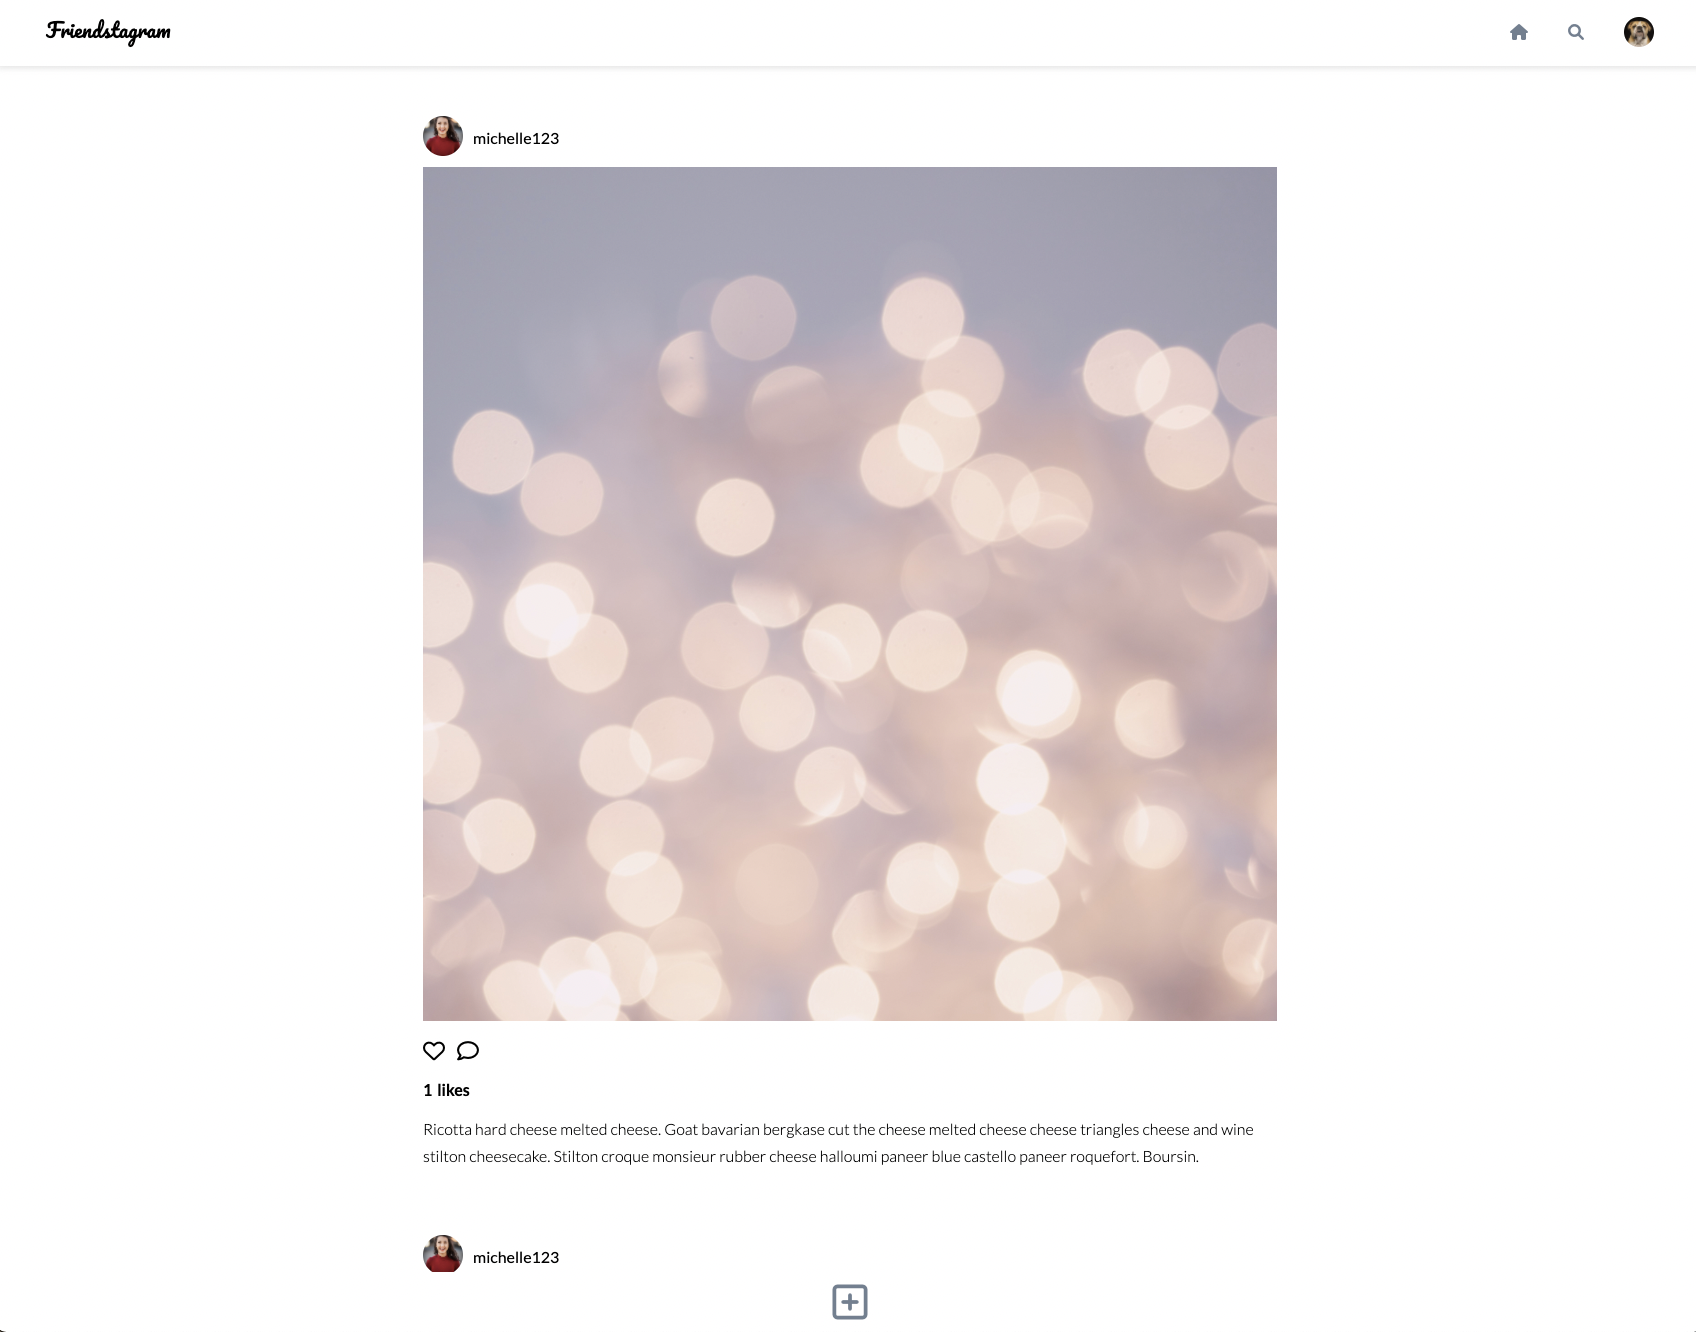 Friendstagram
michelle123
1 likes
Ricotta hard cheese melted cheese. Goat bavarian bergkase cut the cheese melted cheese cheese triangles cheese and wine
stilton cheesecake. Stilton croque monsieur rubber cheese halloumi paneer blue castello paneer roquefort. Boursin.
michelle123